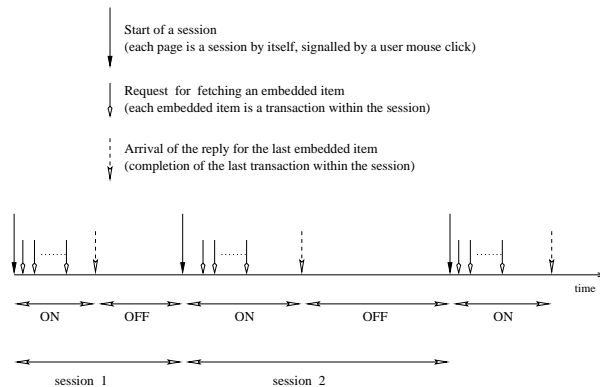 Start of a session
(each page is a session by itself, signalled by a user mouse click)
Request for fetching an embedded item
(each embedded item is a transaction within the session)
Arrival of the reply for the last embedded item
(completion of the last transaction within the session)
time
ON OFF ON OFF ON
session 1 session 2